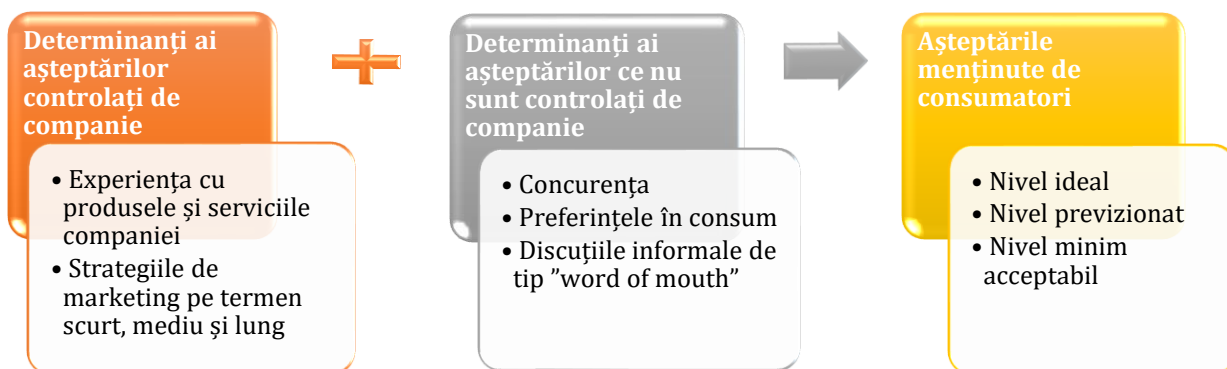 Determinanți ai
așteptărilor
controlați de
companie
• Experiența cu
produsele și serviciile
companiei
• Strategiile de
marketing pe termen
scurt, mediu și lung
Determinanți ai
așteptărilor ce nu
sunt controlați de
companie
• Concurența
• Preferințele în consum
• Discuțiile informale de
tip ”word of mouth”
Așteptările
menținute de
consumatori
• Nivel ideal
• Nivel previzionat
• Nivel minim
acceptabil